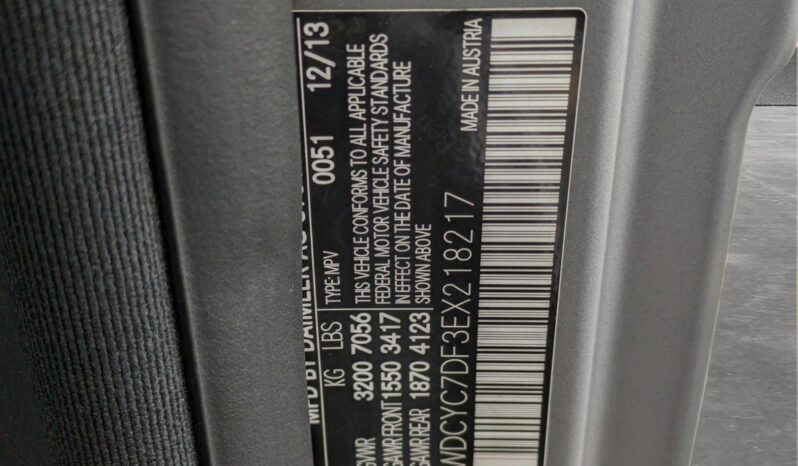 MFD BY DAIMLER AG
0051 12/13
KG LBS TYPE: MPV
GVWR 3200 7056 THIS VEHICLE CONFORMS TO ALL APPLICABLE
GAWR FRONT 1550 3417 FEDERAL MOTOR VEHICLE SAFETY STANDARDS
GAWR REAR 1870 4123 IN EFFECT ON THE DATE OF MANUFACTURE
SHOWN ABOVE
WDCYC7DF3EX218217 MADE IN AUSTRIA